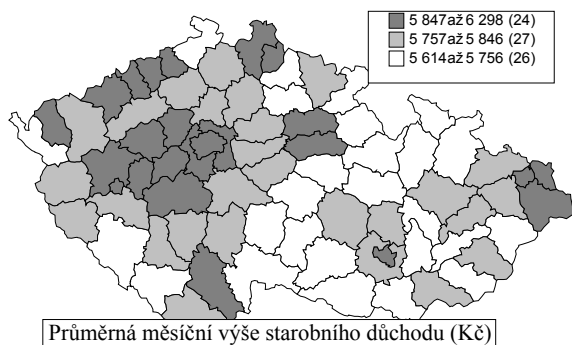 5 847až 6 298 (24)
5 757až 5 846 (27)
5 614až 5 756 (26)
Průměrná měsíční výše starobního důchodu (Kč)